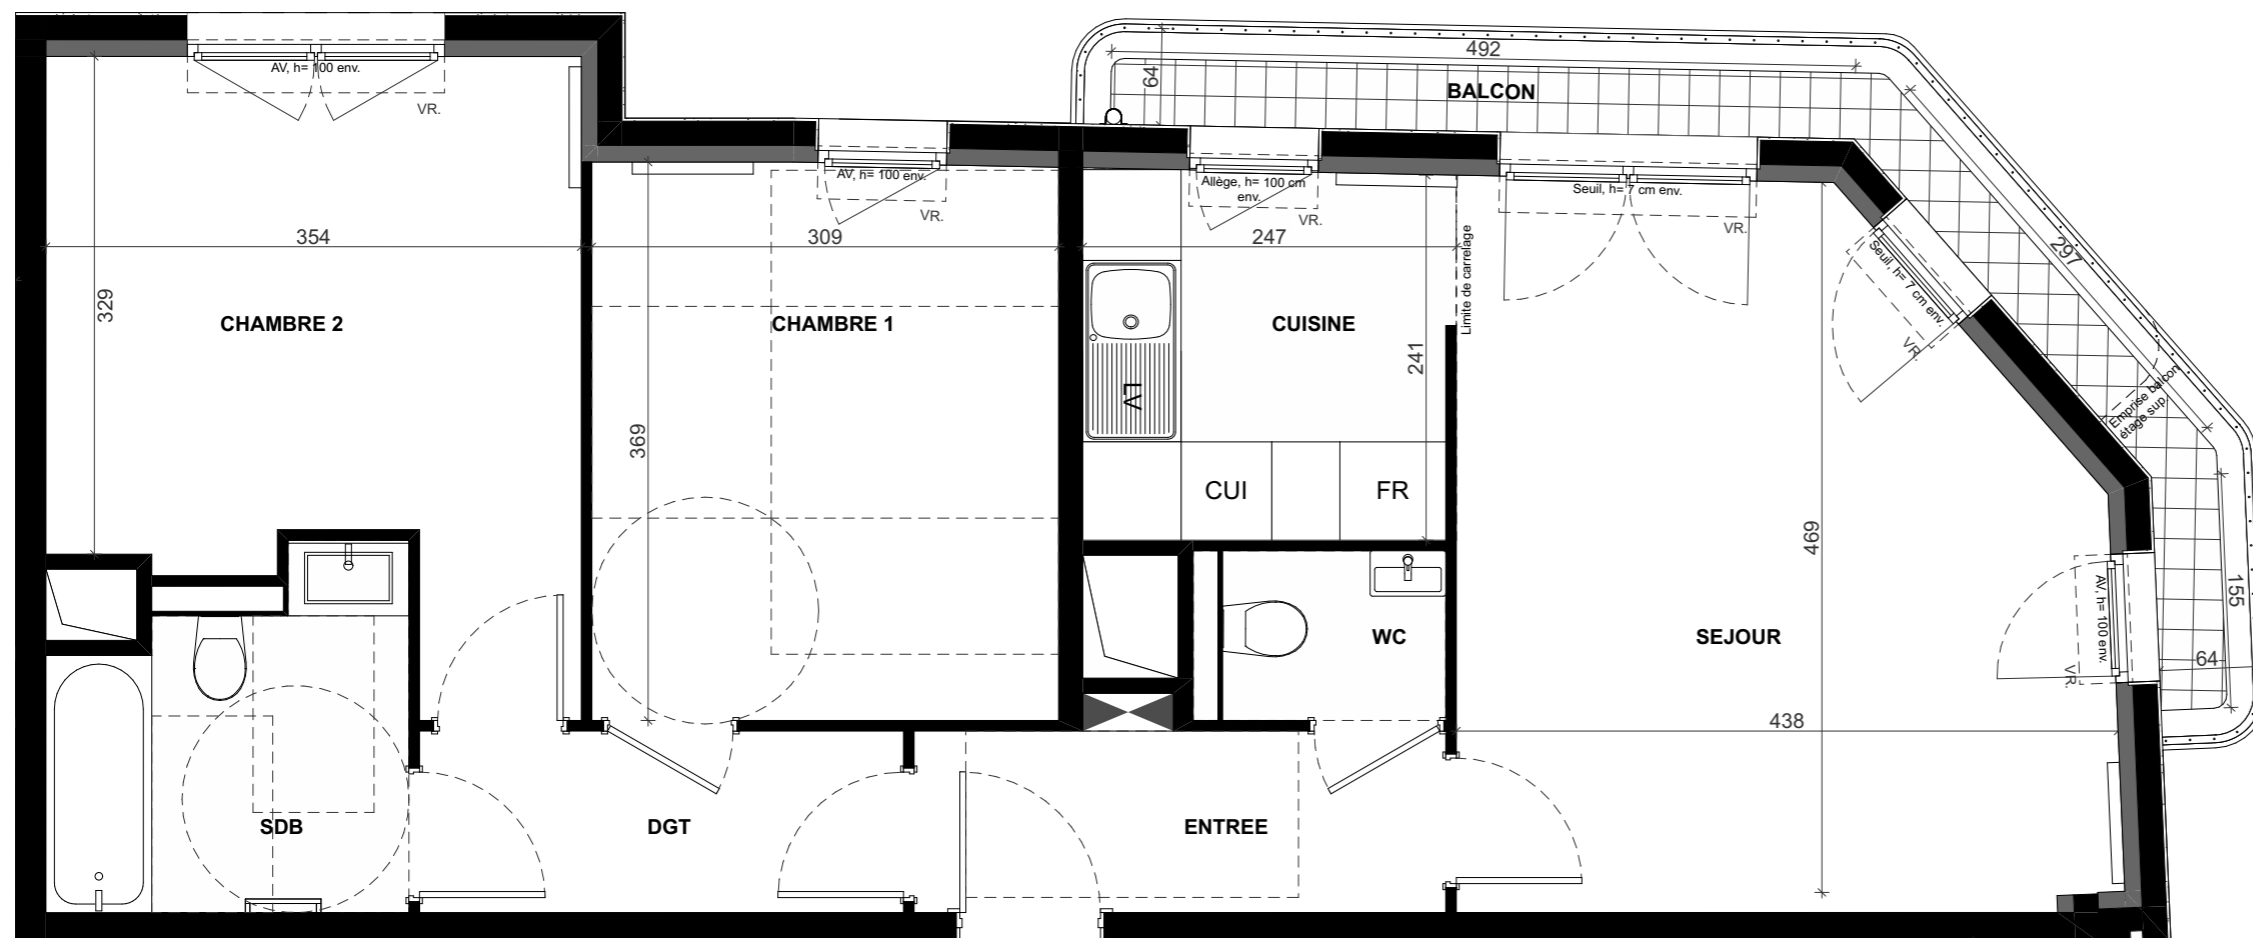 AV, h= 100 env.
VR.
492
64
BALCON
AV, h= 100 env.
VR.
Allège, h= 100 cm
env.
VR.
Seuil, h= 7 cm env.
VR.
354
309
247
Limite de carrelage
297
Seuil, h= 7 cm env.
VR.
329
CHAMBRE 2
CHAMBRE 1
CUISINE
241
LV
Emprise balcon
étage sup
369
CUI
FR
469
AV, h= 100 env.
155
VR.
64
WC
SEJOUR
438
SDB
DGT
ENTREE